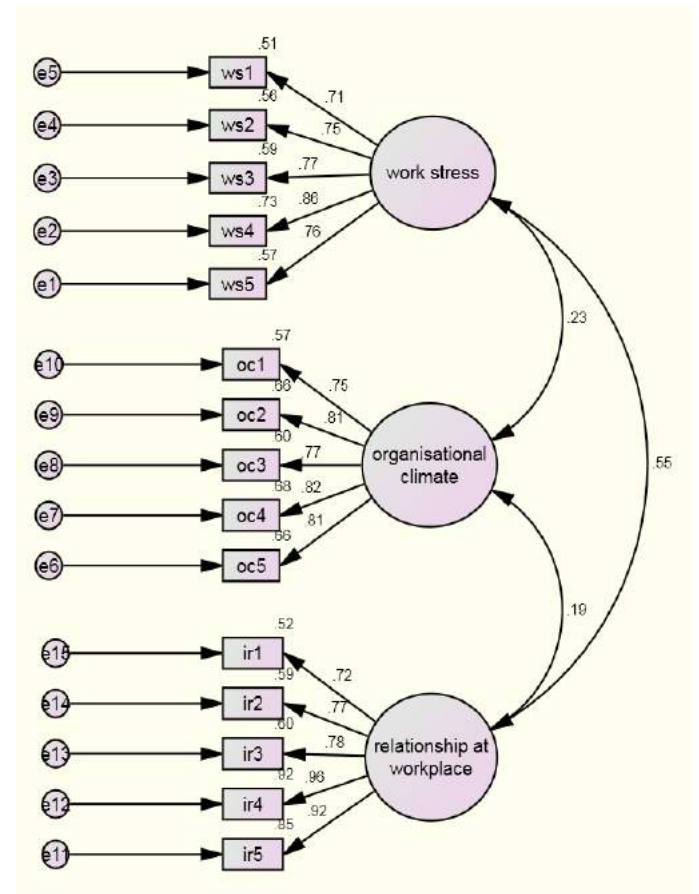 .51
e5 ws1
.71
.56
e4 ws2
.75
.59
e3 ws3
.77
work stress
.73
.86
e2 ws4
.76
.57
e1 ws5
.23
.57
e10 oc1
.75
.66
e9 oc2
.81
.60
e8 oc3
.77
organisational
climate
.55
.68
.82
e7 oc4
.81
.66
e6 oc5
.19
.52
e15 ir1
.72
.59
e14 ir2
.77
.60
e13 ir3
.78
relationship at
workplace
.92
.96
e12 ir4
.92
.85
e11 ir5